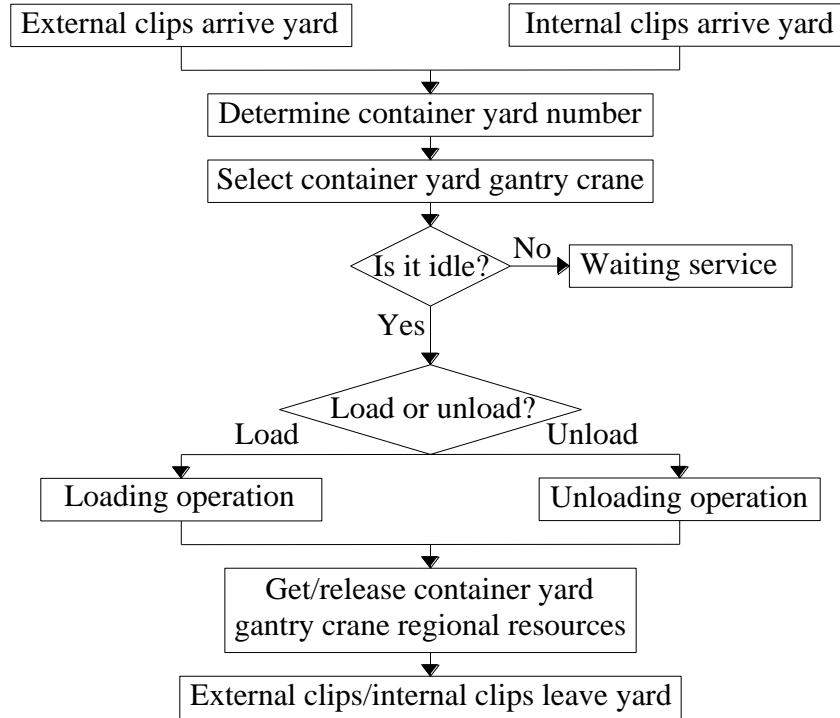 External clips arrive yard
Internal clips arrive yard
Determine container yard number
Select container yard gantry crane
Is it idle?
No
Waiting service
Yes
Load or unload?
Load
Unload
Loading operation
Unloading operation
Get/release container yard
gantry crane regional resources
External clips/internal clips leave yard